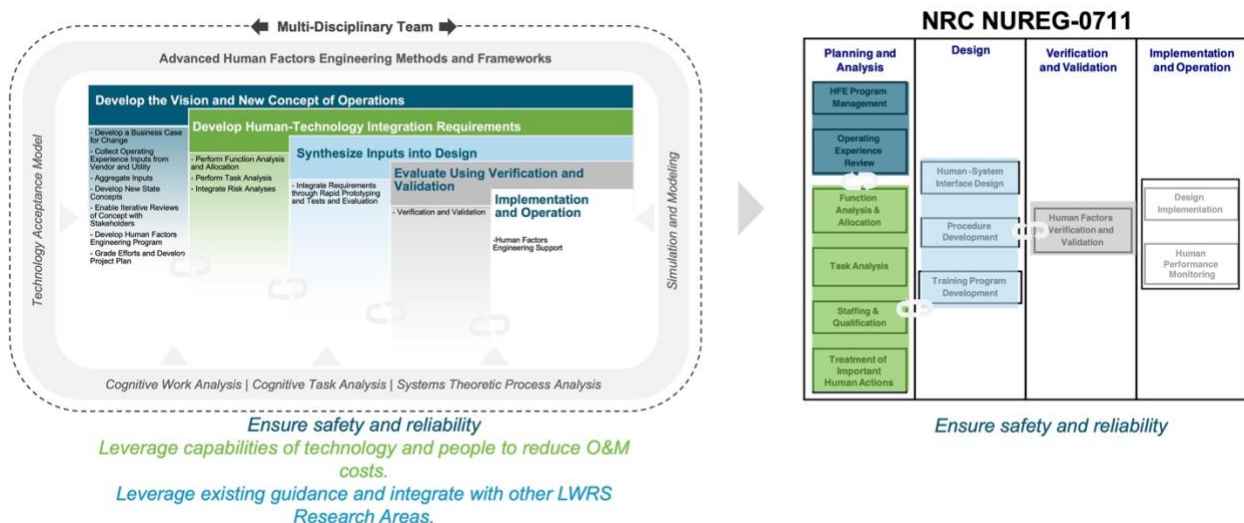 Multi-Disciplinary Team
Advanced Human Factors Engineering Methods and Frameworks
Technology Acceptance Model
Develop the Vision and New Concept of Operations
- Develop a Business Case
for Change
- Collect Operating
Experience Inputs from
Vendor and Utility
- Aggregate Inputs
- Develop New State
Concepts
- Enable Iterative Reviews
of Concept with
Stakeholders
- Develop Human Factors
Engineering Program
- Grade Efforts and Develop
Project Plan
Develop Human-Technology Integration Requirements
- Perform Function Analysis
and Allocation
- Perform Task Analysis
- Integrate Risk Analyses
Synthesize Inputs into Design
- Integrate Requirements
through Rapid Prototyping
and Tests and Evaluation
Evaluate Using Verification and
Validation
- Verification and Validation
Implementation
and Operation
-Human Factors
Engineering Support
Simulation and Modeling
Cognitive Work Analysis | Cognitive Task Analysis | Systems Theoretic Process Analysis
Ensure safety and reliability
Leverage capabilities of technology and people to reduce O&M
costs.
Leverage existing guidance and integrate with other LWRS
Research Areas.
NRC NUREG-0711
Planning and
Analysis
HFE Program
Management
Operating
Experience
Review
Function
Analysis &
Allocation
Task Analysis
Staffing &
Qualification
Treatment of
Important
Human Actions
Design
Human -System
Interface Design
Procedure
Development
Training Program
Development
Verification
and Validation
Human Factors
Verification and
Validation
Implementation
and Operation
Design
Implementation
Human
Performance
Monitoring
Ensure safety and reliability